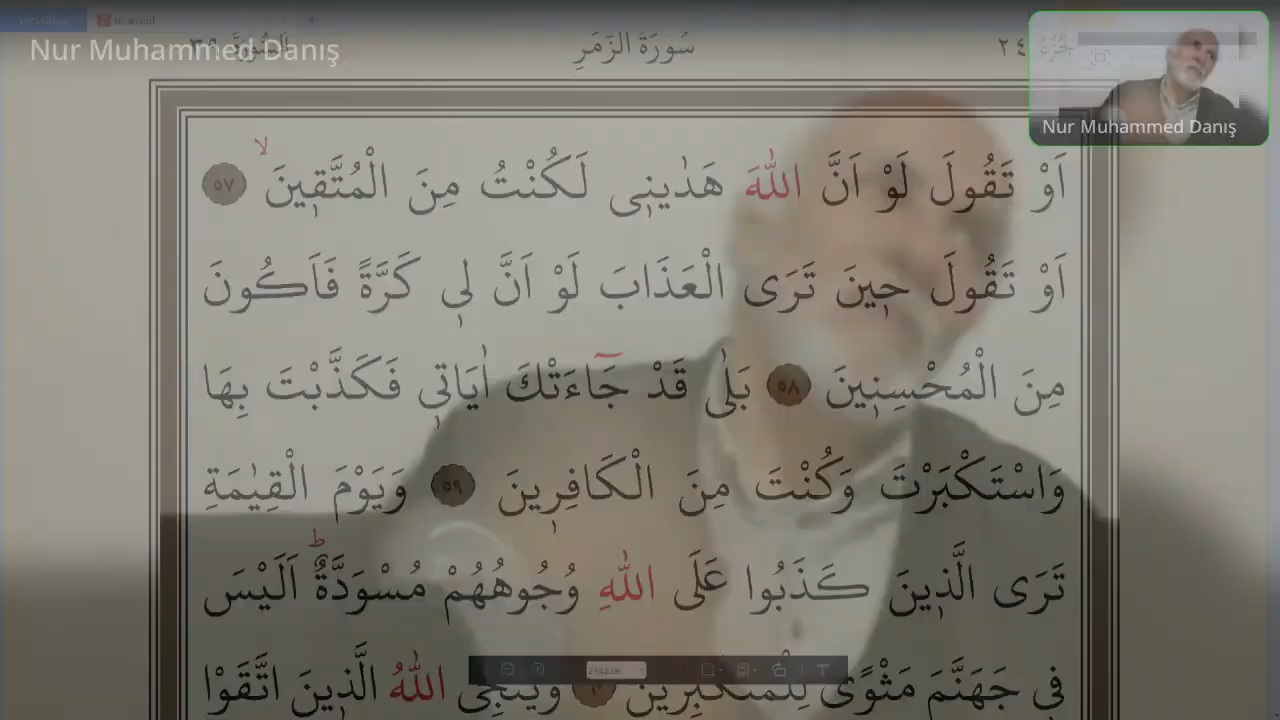 Nur Muhammed Danış
سُورَةَ الزُّمَرِ
٢٤
Nur Muhammed Danış
اَوْ تَقُولَ لَوْ اَنَّ اللّٰهَ هَدٰينٖى لَكُنْتُ مِنَ الْمُتَّقٖينَ ۙ ٥٧
اَوْ تَقُولَ حٖينَ تَرَى الْعَذَابَ لَوْ اَنَّ لٖى كَرَّةً فَاَكُونَ
مِنَ الْمُحْسِنٖينَ ٥٨ بَلٰى قَدْ جَٓاءَتْكَ اٰيَاتٖى فَكَذَّبْتَ بِهَا
وَاسْتَكْبَرْتَ وَكُنْتَ مِنَ الْكَافِرٖينَ ٥٩ وَيَوْمَ الْقِيٰمَةِ
تَرَى الَّذٖينَ كَذَبُوا عَلَى اللّٰهِ وُجُوهُهُمْ مُسْوَدَّةٌ ؕ اَلَيْسَ
فٖى جَهَنَّمَ مَثْوًى لِلْمُتَكَبِّرٖينَ وَيُنَجِّى اللّٰهُ الَّذٖينَ اتَّقَوْا